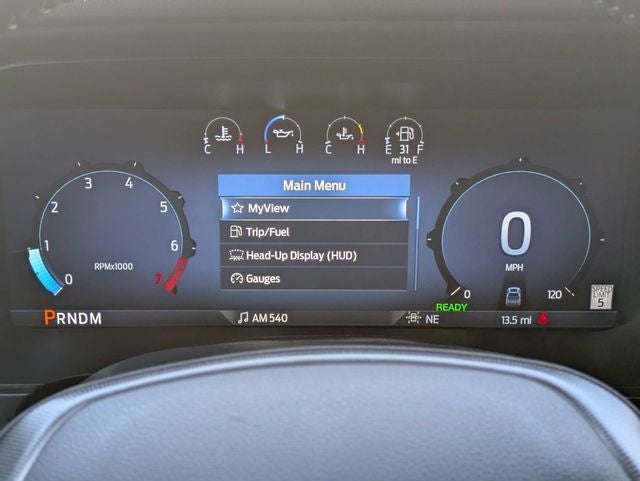 C H
L H
C H
E 31 F
mi to E
Main Menu
MyView
Trip/Fuel
Head-Up Display (HUD)
Gauges
0 1 2 3 4 5 6 7
RPMx1000
0
MPH
0 120
SPEED
LIMIT
5
READY
PRNDM
AM 540
NE
13.5 mi